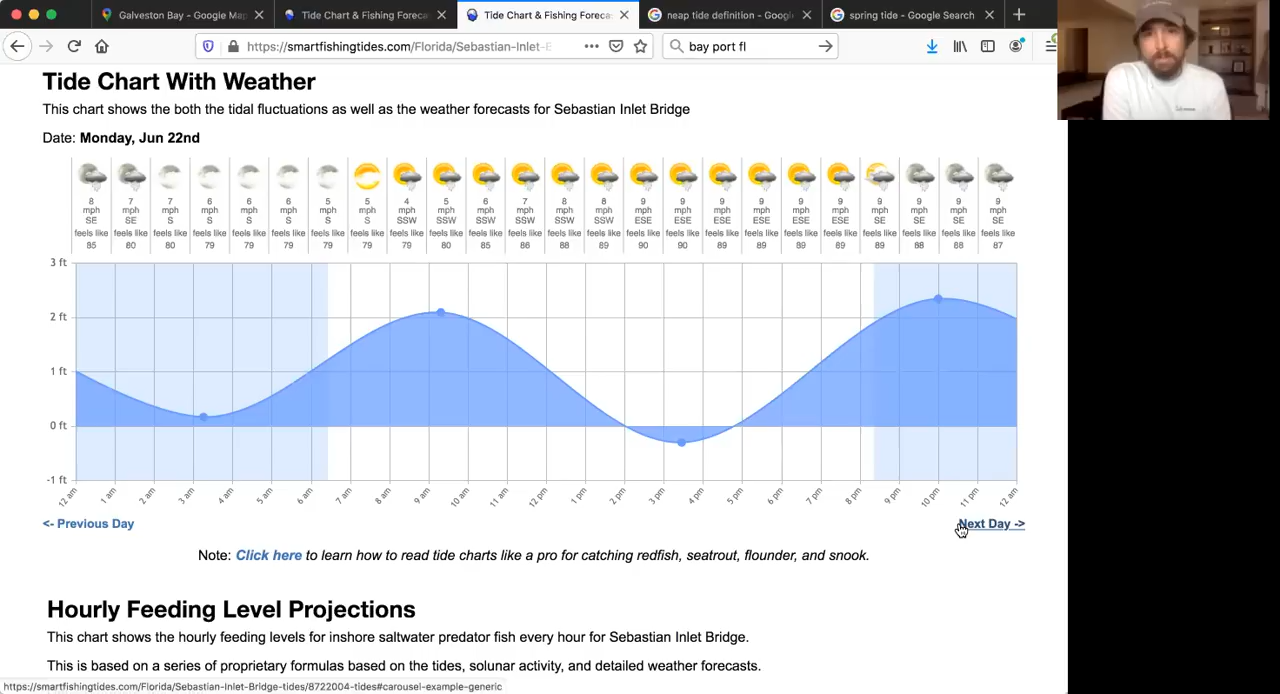 Galveston Bay - Google Map
Tide Chart & Fishing Foreca
Tide Chart & Fishing Foreca
neap tide definition - Googl
spring tide - Google Search
https://smartfishingtides.com/Florida/Sebastian-Inlet-B
bay port fl
Tide Chart With Weather
This chart shows the both the tidal fluctuations as well as the weather forecasts for Sebastian Inlet Bridge
Date: Monday, Jun 22nd
8 7 7 6 6 6 5 5 4 5 6 7 8 8 9 9 9 9 9 9 9 9 9 9
mph mph mph mph mph mph mph mph mph mph mph mph mph mph mph mph mph mph mph mph mph mph mph mph
SE SE S S S S S S SSW SSW SSW SSW SSW SSW ESE ESE ESE ESE ESE ESE SE SE SE SE
feels like feels like feels like feels like feels like feels like feels like feels like feels like feels like feels like feels like feels like feels like feels like feels like feels like feels like feels like feels like feels like feels like feels like feels like
85 80 80 79 79 79 79 79 79 80 85 86 88 89 90 90 89 89 89 89 89 88 88 87
3 ft
2 ft
1 ft
0 ft
-1 ft
12 am 1 am 2 am 3 am 4 am 5 am 6 am 7 am 8 am 9 am 10 am 11 am 12 pm 1 pm 2 pm 3 pm 4 pm 5 pm 6 pm 7 pm 8 pm 9 pm 10 pm 11 pm 12 am
<- Previous Day
Next Day ->
Note: Click here to learn how to read tide charts like a pro for catching redfish, seatrout, flounder, and snook.
Hourly Feeding Level Projections
This chart shows the hourly feeding levels for inshore saltwater predator fish every hour for Sebastian Inlet Bridge.
This is based on a series of proprietary formulas based on the tides, solunar activity, and detailed weather forecasts.
https://smartfishingtides.com/Florida/Sebastian-Inlet-Bridge-tides/8722004-tides#carousel-example-generic